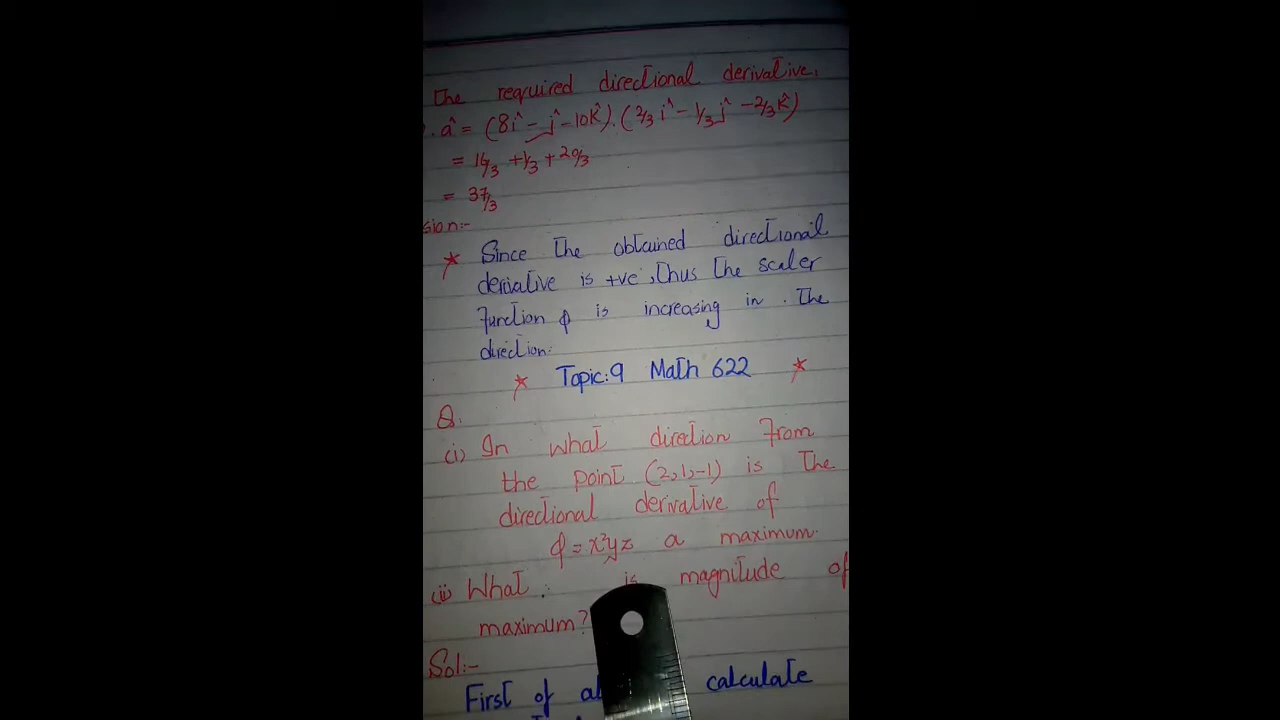 The required directional derivative.
. â = (8î - ĵ - 10k̂).(2/3 î - 1/3 ĵ - 2/3 k̂)
= 16/3 + 1/3 + 20/3
= 37/3
sion:-
* Since the obtained directional
derivative is +ve, Thus the scaler
function ϕ is increasing in . The
direction.
* Topic:9 Math 622 *
Q.
(i) In what direction from
the point (2,1,-1) is the
directional derivative of
ϕ = x²yz a maximum.
(ii) What . is magnitude of
maximum?
Sol:-
First of al calculate